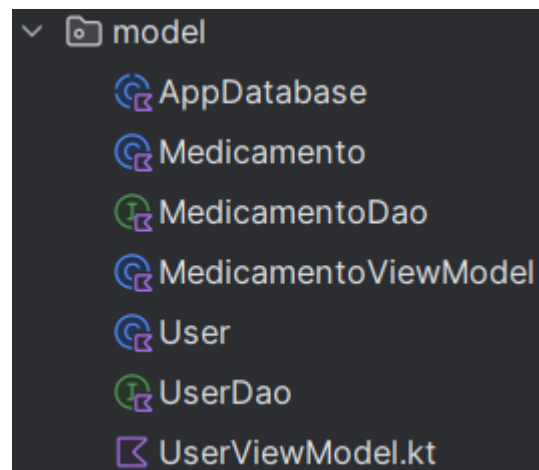 model
AppDatabase
Medicamento
MedicamentoDao
MedicamentoViewModel
User
UserDao
UserViewModel.kt